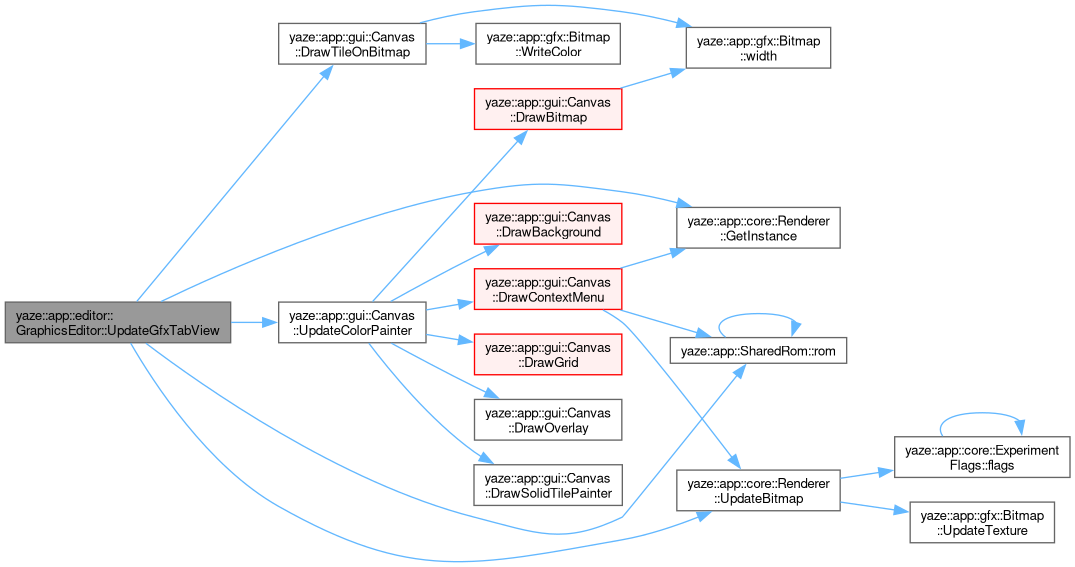 yaze::app::gui::Canvas
::DrawTileOnBitmap
yaze::app::gfx::Bitmap
::WriteColor
yaze::app::gfx::Bitmap
::width
yaze::app::gui::Canvas
::DrawBitmap
yaze::app::gui::Canvas
::DrawBackground
yaze::app::core::Renderer
::GetInstance
yaze::app::editor::
GraphicsEditor::UpdateGfxTabView
yaze::app::gui::Canvas
::UpdateColorPainter
yaze::app::gui::Canvas
::DrawContextMenu
yaze::app::gui::Canvas
::DrawGrid
yaze::app::SharedRom::rom
yaze::app::gui::Canvas
::DrawOverlay
yaze::app::gui::Canvas
::DrawSolidTilePainter
yaze::app::core::Renderer
::UpdateBitmap
yaze::app::core::Experiment
Flags::flags
yaze::app::gfx::Bitmap
::UpdateTexture